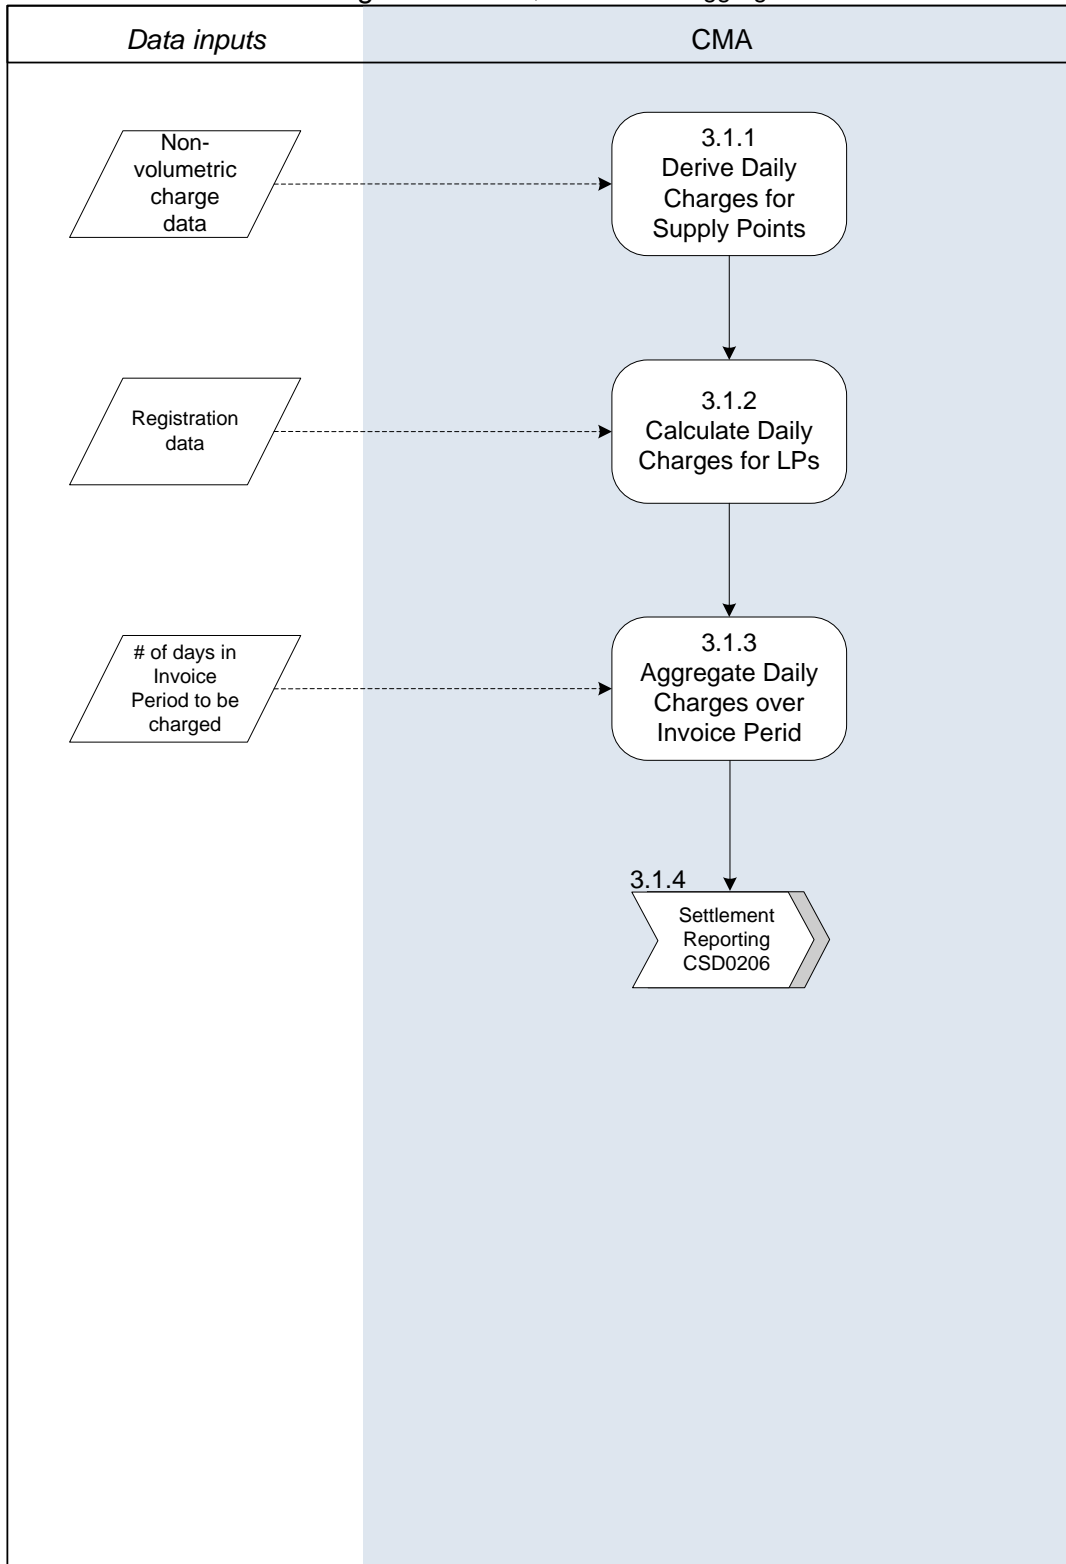 Data inputs
CMA
Non-
volumetric
charge
data
3.1.1
Derive Daily
Charges for
Supply Points
Registration
data
3.1.2
Calculate Daily
Charges for LPs
# of days in
Invoice
Period to be
charged
3.1.3
Aggregate Daily
Charges over
Invoice Perid
3.1.4
Settlement
Reporting
CSD0206